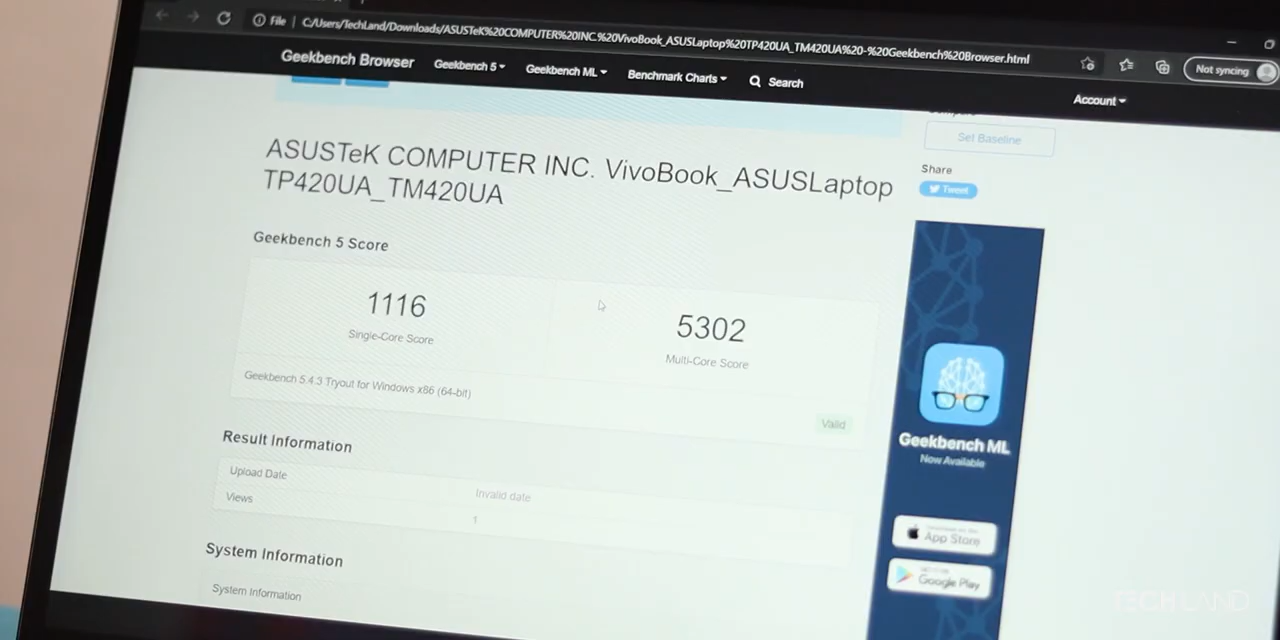 File | C:/Users/TechLand/Downloads/ASUSTeK%20COMPUTER%20INC.%20VivoBook_ASUSLaptop%20TP420UA_TM420UA%20-%20Geekbench%20Browser.html
Not syncing
Geekbench Browser Geekbench 5 Geekbench ML Benchmark Charts Search
Account
Set Baseline
Share
Tweet
ASUSTeK COMPUTER INC. VivoBook_ASUSLaptop
TP420UA_TM420UA
Geekbench 5 Score
1116
Single-Core Score
5302
Multi-Core Score
Geekbench 5.4.3 Tryout for Windows x86 (64-bit)
Valid
Result Information
Upload Date Invalid date
Views 1
System Information
System Information
Geekbench ML
Now Available
App Store
Google Play
TECHLAND